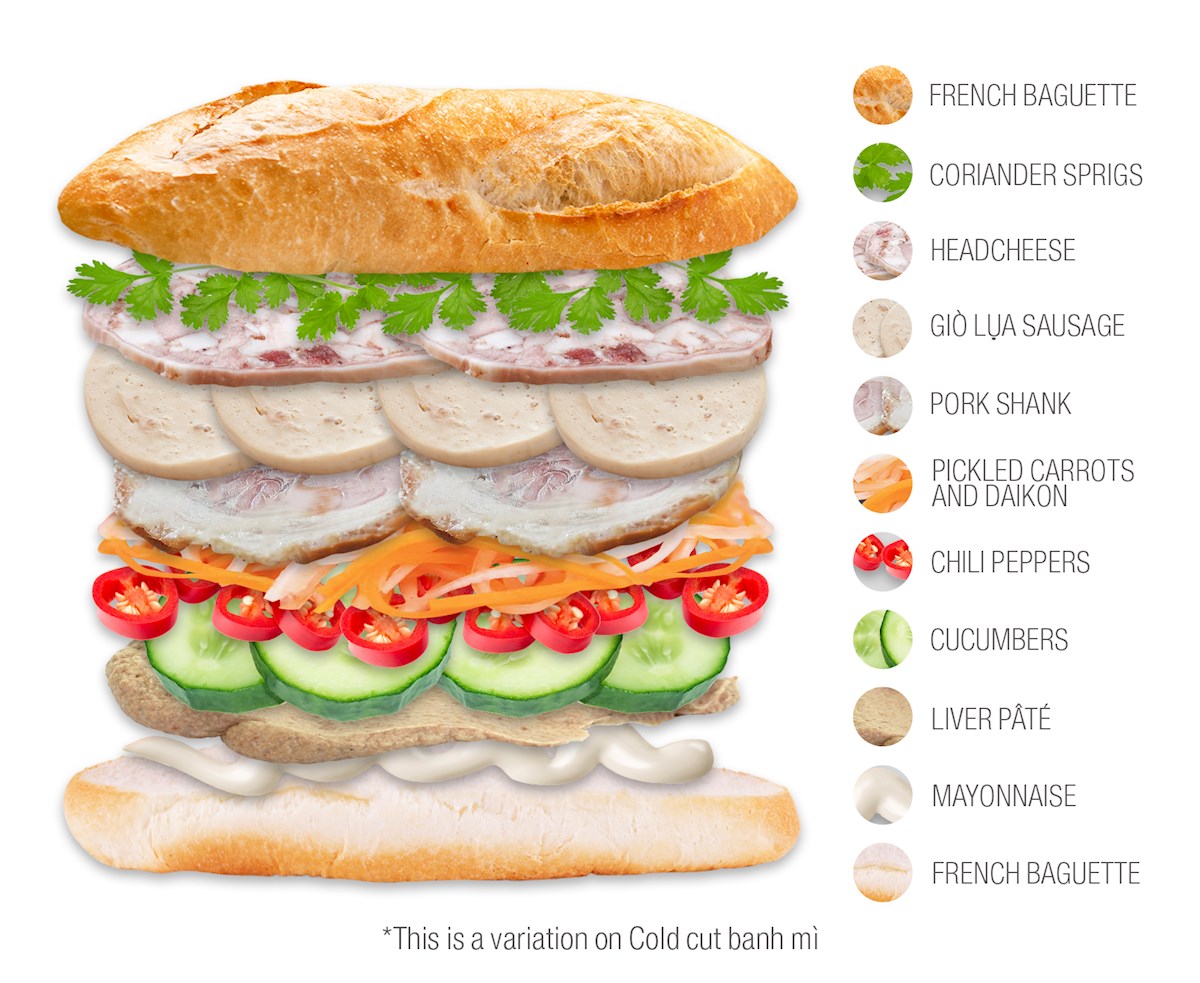 FRENCH BAGUETTE
CORIANDER SPRIGS
HEADCHEESE
GIÒ LỤA SAUSAGE
PORK SHANK
PICKLED CARROTS
AND DAIKON
CHILI PEPPERS
CUCUMBERS
LIVER PÂTÉ
MAYONNAISE
FRENCH BAGUETTE
*This is a variation on Cold cut banh mì